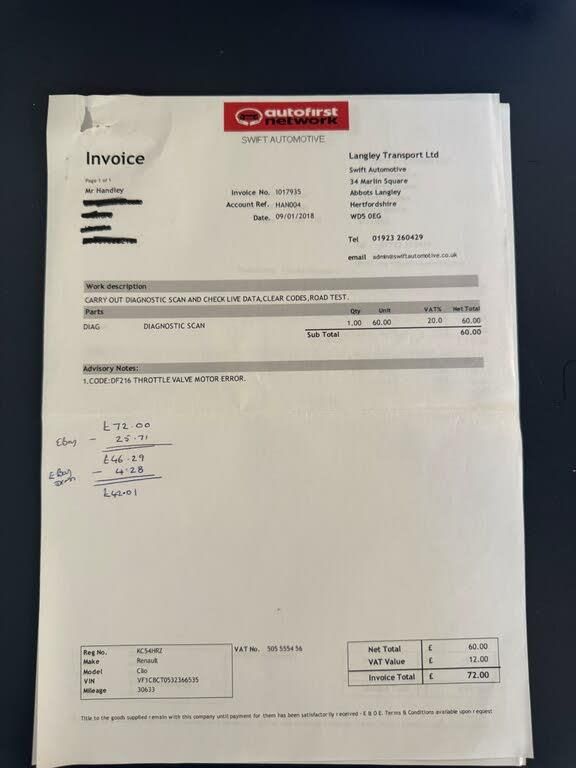 autofirst
network
SWIFT AUTOMOTIVE
Invoice
Langley Transport Ltd
Swift Automotive
34 Marlin Square
Abbots Langley
Hertfordshire
WD5 0EG
Tel 01923 260429
email admin@swiftautomotive.co.uk
Page 1 of 1
Mr Handley
Invoice No. 1017935
Account Ref. HAN004
Date. 09/01/2018
Work description
CARRY OUT DIAGNOSTIC SCAN AND CHECK LIVE DATA,CLEAR CODES,ROAD TEST.
Parts Qty Unit VAT% Net Total
DIAG DIAGNOSTIC SCAN 1.00 60.00 20.0 60.00
Sub Total 60.00
Advisory Notes:
1.CODE:DF216 THROTTLE VALVE MOTOR ERROR.
£72.00
Ebay - 25.71
£46.29
EBay - 4.28
£42.01
Reg No. KC54HRZ
Make Renault
Model Clio
VIN VF1CBCT0532366535
Mileage 30633
VAT No. 505 5554 56
Net Total £ 60.00
VAT Value £ 12.00
Invoice Total £ 72.00
Title to the goods supplied remain with this company until payment for them has been satisfactorily received - E & O E. Terms & Conditions available upon request